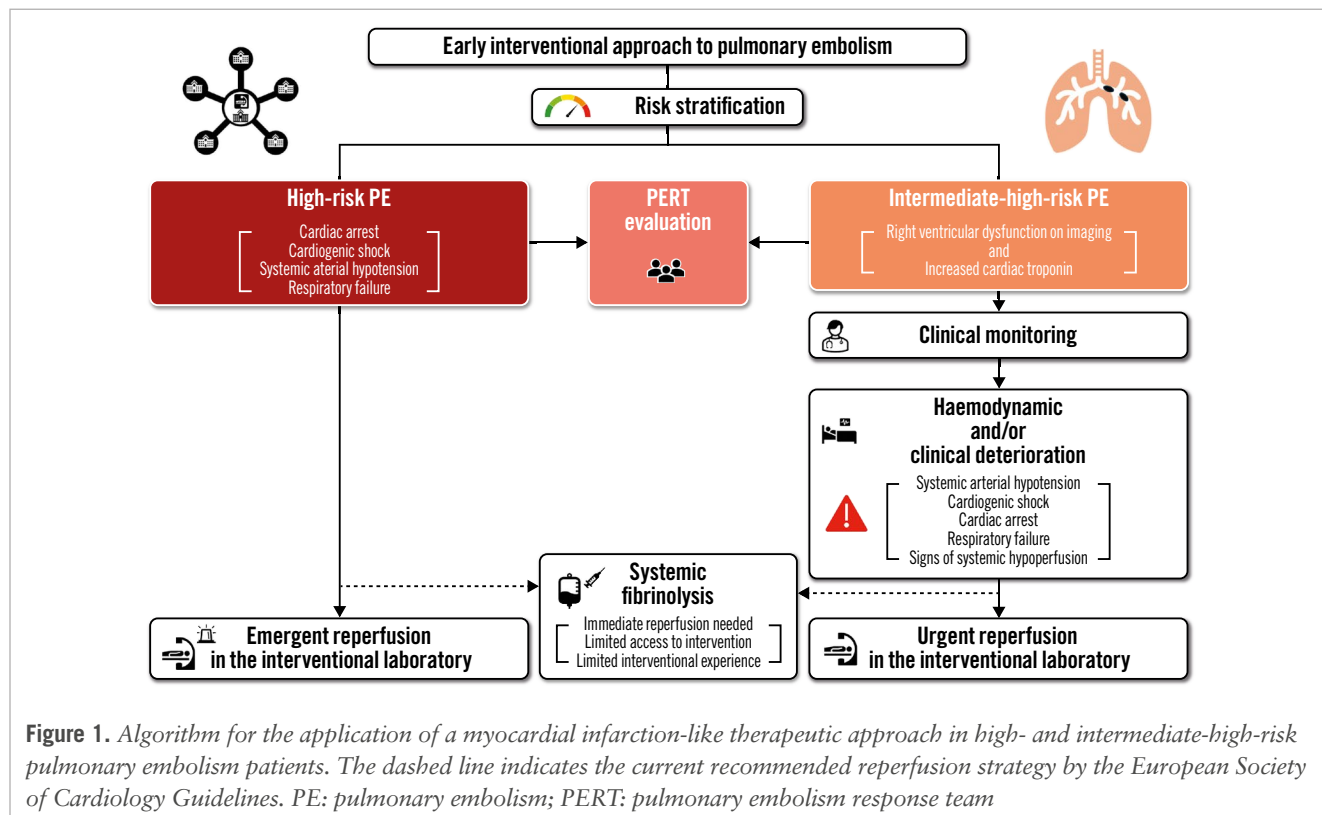 Early interventional approach to pulmonary embolism
Risk stratification
High-risk PE
Cardiac arrest
Cardiogenic shock
Systemic aterial hypotension
Respiratory failure
PERT
evaluation
Intermediate-high-risk PE
Right ventricular dysfunction on imaging
and
Increased cardiac troponin
Clinical monitoring
Haemodynamic
and/or
clinical deterioration
Systemic arterial hypotension
Cardiogenic shock
Cardiac arrest
Respiratory failure
Signs of systemic hypoperfusion
Systemic
fibrinolysis
Immediate reperfusion needed
Limited access to intervention
Limited interventional experience
Emergent reperfusion
in the interventional laboratory
Urgent reperfusion
in the interventional laboratory
Figure 1. Algorithm for the application of a myocardial infarction-like therapeutic approach in high- and intermediate-high-risk
pulmonary embolism patients. The dashed line indicates the current recommended reperfusion strategy by the European Society
of Cardiology Guidelines. PE: pulmonary embolism; PERT: pulmonary embolism response team